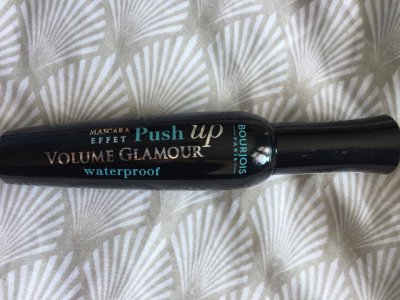 MASCARA
EFFET Push up
VOLUME GLAMOUR
waterproof
BOURJOIS
PARIS